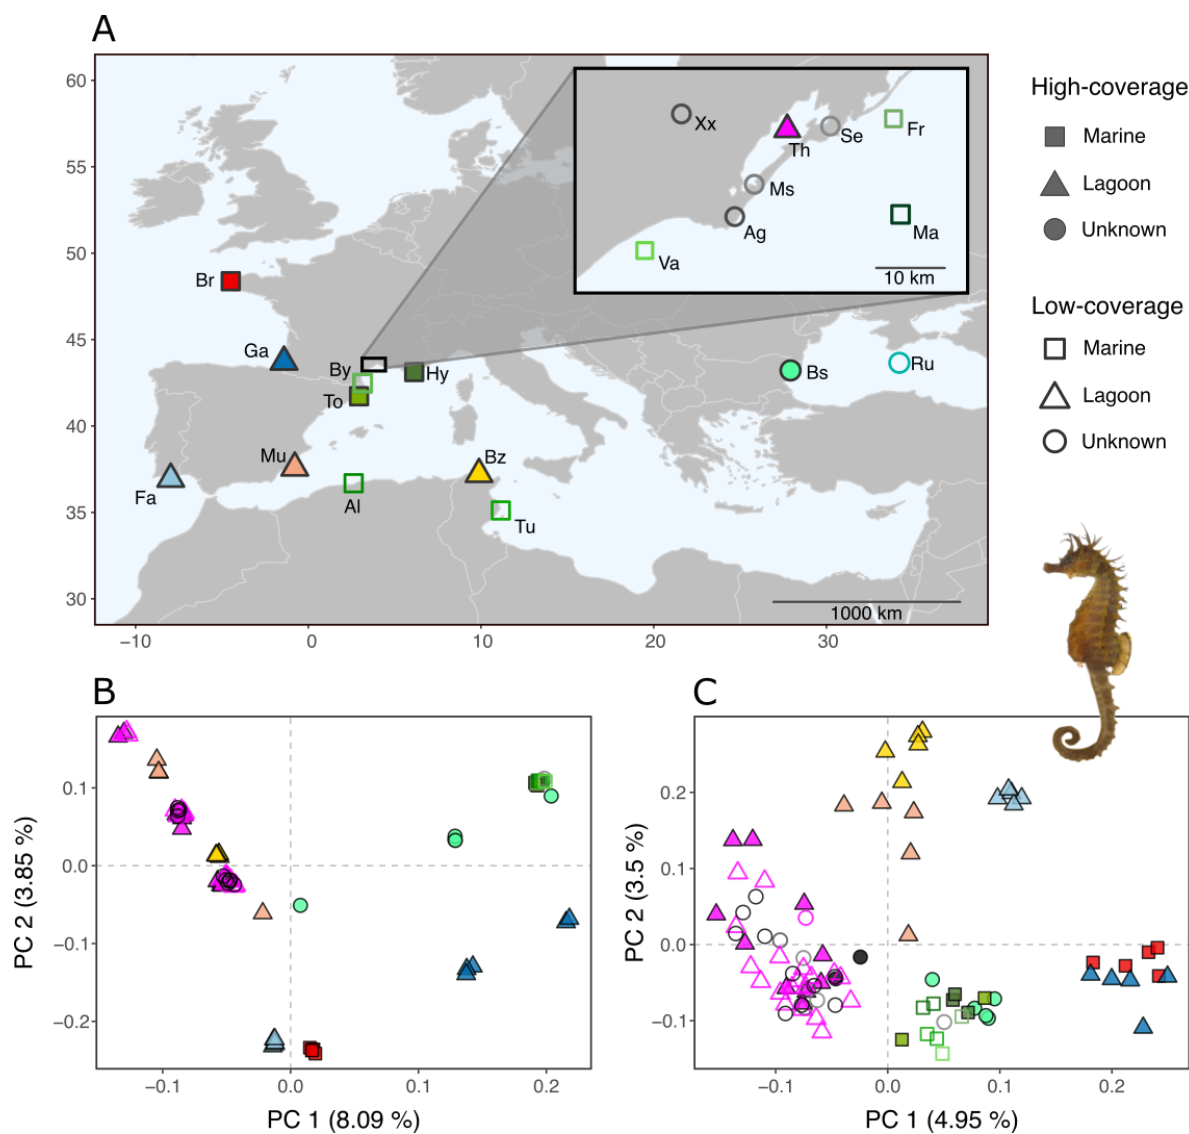 A
60
55
50
45
40
35
30
−10
0
10
20
30
Br
Ga
By
To
Hy
Mu
Fa
Al
Bz
Tu
Bs
Ru
Xx
Th
Se
Fr
Ms
Ag
Ma
Va
10 km
1000 km
High-coverage
Marine
Lagoon
Unknown
Low-coverage
Marine
Lagoon
Unknown
B
PC 2 (3.85 %)
0.1
0.0
−0.1
−0.2
−0.1
0.0
0.1
0.2
PC 1 (8.09 %)
C
PC 2 (3.5 %)
0.2
0.1
0.0
−0.1
−0.1
0.0
0.1
0.2
PC 1 (4.95 %)